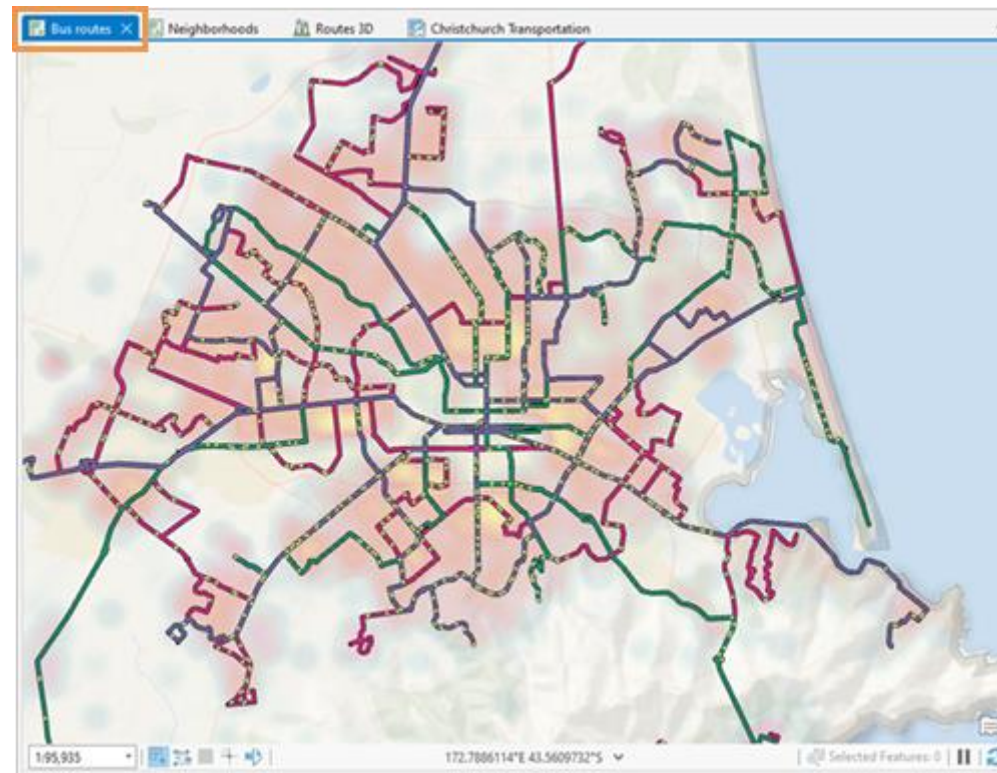 Bus routes Neighborhoods Routes 3D Christchurch Transportation
1:95,935 172.7886114°E 43.5609732°S Selected Features: 0